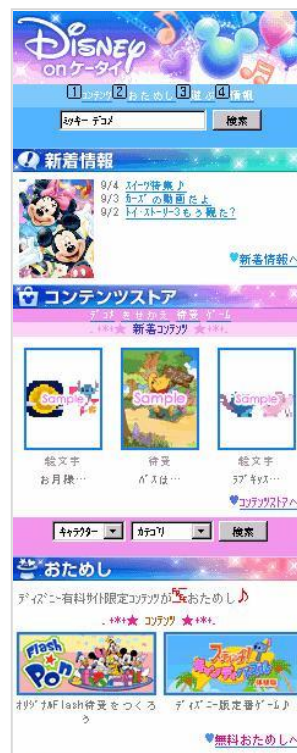 Disney
on ケータイ
1 コンテンツ 2 おためし 3 遊ぶ 4 情報
ミッキー デコメ 検索
新着情報
9/4 スイーツ特集♪
9/3 カーズの動画だよ
9/2 トイ・ストーリー3もう観た?
新着情報へ
コンテンツストア
デコメ きせかえ 待受 ゲーム
.+*+★ 新着コンテンツ ★+*+.
Sample Sample Sample
絵文字 待受 絵文字
お月様… バスは… ラブキッス…
コンテンツストアへ
キャラクター カテゴリ 検索
おためし
ディズニー有料サイト限定コンテンツがおためし♪
.+*+★ コンテンツ ★+*+.
Flash Pon
体験版
オリジナルFlash待受をつくろう
ディズニー版定番ゲーム♪
無料おためしへ